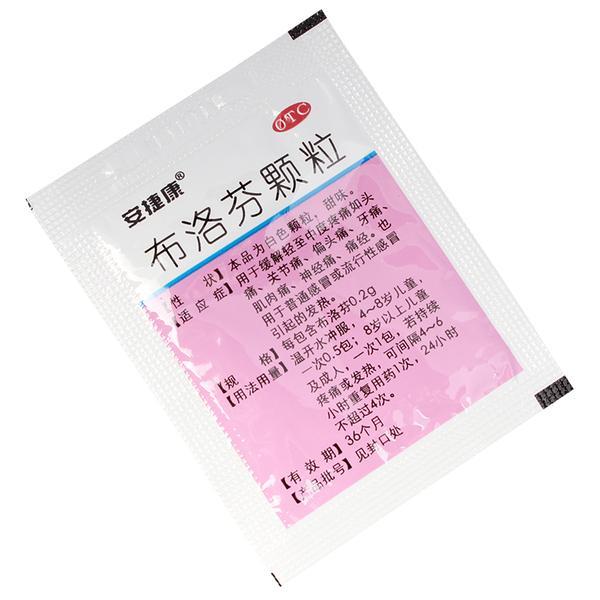 OTC
安捷康®
布洛芬颗粒
【性 状】本品为白色颗粒，甜味。
【适应症】用于缓解轻至中度疼痛如头
痛、关节痛、偏头痛、牙痛、
肌肉痛、神经痛、痛经。也
用于普通感冒或流行性感冒
引起的发热。
【规 格】每包含布洛芬0.2g
【用法用量】温开水冲服，4~8岁儿童，
一次0.5包；8岁以上儿童
及成人，一次1包，若持续
疼痛或发热，可间隔4~6
小时重复用药1次，24小时
不超过4次。
【有效期】36个月
【产品批号】见封口处